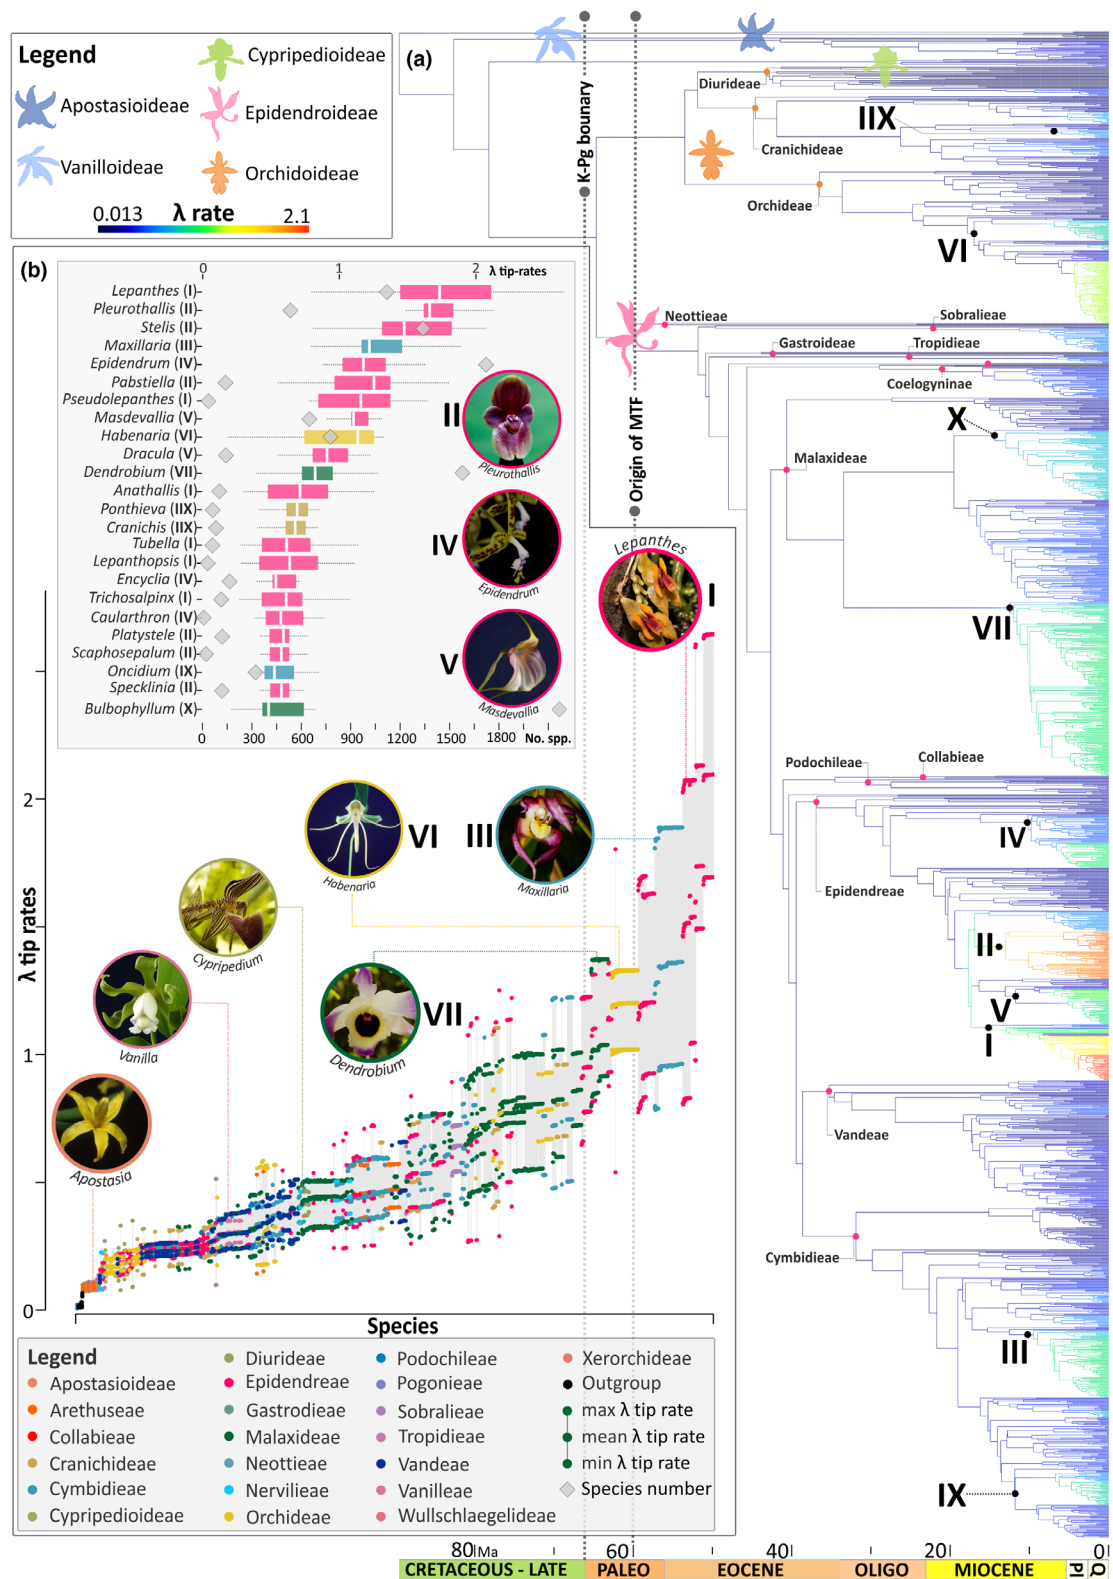 Legend
Cypripedioideae
Apostasioideae
Epidendroideae
Vanilloideae
Orchidoideae
0.013 λ rate 2.1
(a)
K-Pg bounary
Origin of MTF
Diurideae
IIX
Cranichideae
Orchideae
VI
Neottieae
Sobralieae
Gastroideae
Tropidieae
Coelogyninae
X
Malaxideae
VII
Podochileae
Collabieae
IV
Epidendreae
II
V
I
Vandeae
Cymbidieae
III
IX
(b)
0 1 2 λ tip-rates
Lepanthes (I)
Pleurothallis (II)
Stelis (II)
Maxillaria (III)
Epidendrum (IV)
Pabstiella (II)
Pseudolepanthes (I)
Masdevallia (V)
Habenaria (VI)
Dracula (V)
Dendrobium (VII)
Anathallis (I)
Ponthieva (IIX)
Cranichis (IIX)
Tubella (I)
Lepanthopsis (I)
Encyclia (IV)
Trichosalpinx (I)
Caularthron (IV)
Platystele (II)
Scaphosepalum (II)
Oncidium (IX)
Specklinia (II)
Bulbophyllum (X)
0 300 600 900 1200 1500 1800 No. spp.
II
Pleurothallis
IV
Epidendrum
V
Masdevallia
Lepanthes
I
λ tip rates
2
1
0
VI
Habenaria
III
Maxillaria
Cypripedium
VII
Dendrobium
Vanilla
Apostasia
Species
Legend
Apostasioideae
Arethuseae
Collabieae
Cranichideae
Cymbidieae
Cypripedioideae
Diurideae
Epidendreae
Gastrodieae
Malaxideae
Neottieae
Nervilieae
Orchideae
Podochileae
Pogonieae
Sobralieae
Tropidieae
Vandeae
Vanilleae
Wullschlaegelideae
Xerorchideae
Outgroup
max λ tip rate
mean λ tip rate
min λ tip rate
Species number
80 Ma 60 40 20 0
CRETACEOUS - LATE PALEO EOCENE OLIGO MIOCENE Pl Q